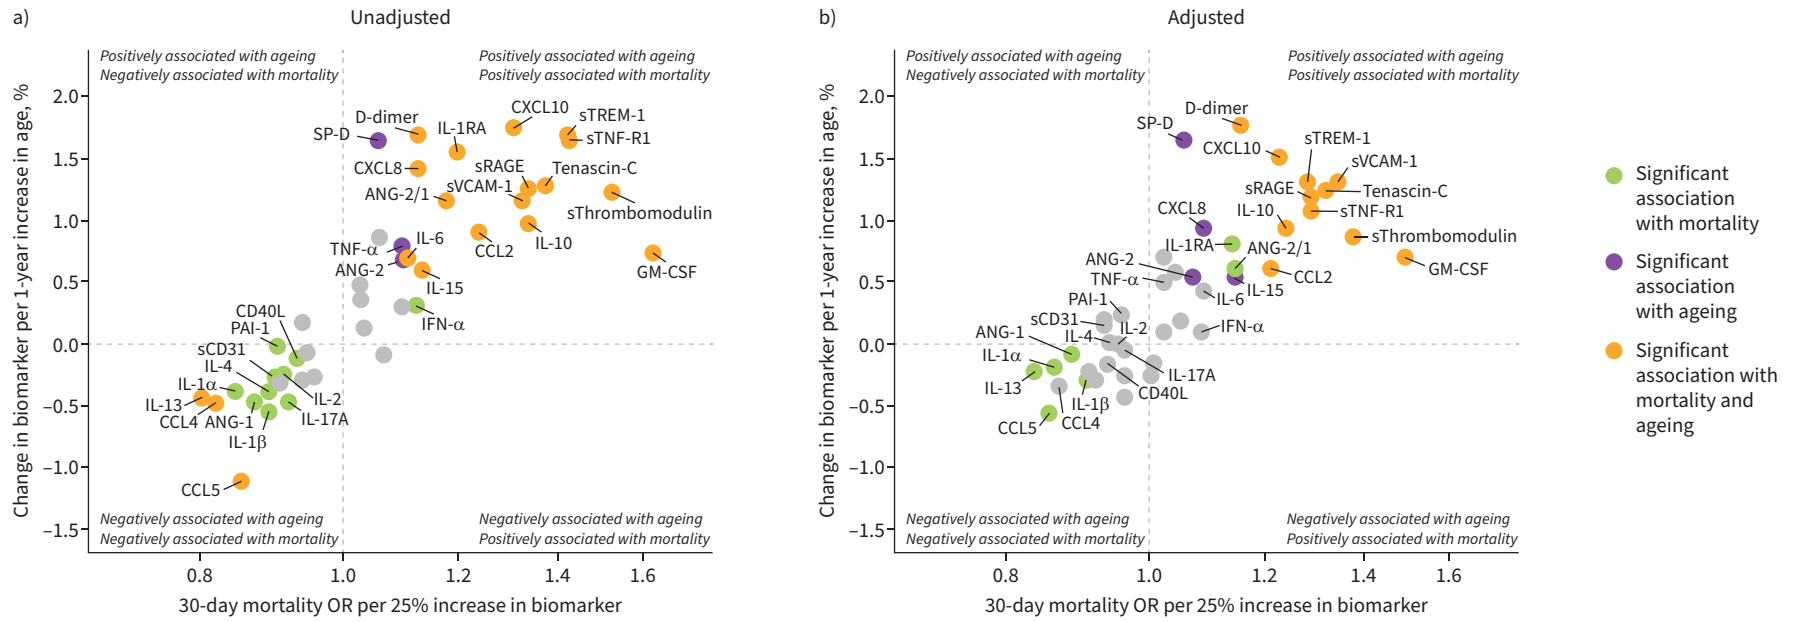 a)
Unadjusted
Positively associated with ageing
Negatively associated with mortality
Positively associated with ageing
Positively associated with mortality
Change in biomarker per 1-year increase in age, %
2.0
1.5
1.0
0.5
0.0
–0.5
–1.0
–1.5
D-dimer
SP-D
IL-1RA
CXCL10
sTREM-1
sTNF-R1
CXCL8
sRAGE
Tenascin-C
ANG-2/1
sVCAM-1
sThrombomodulin
TNF-α
IL-6
CCL2
IL-10
ANG-2
GM-CSF
IL-15
IFN-α
CD40L
PAI-1
sCD31
IL-4
IL-1α
IL-13
IL-2
CCL4
ANG-1
IL-17A
IL-1β
CCL5
Negatively associated with ageing
Negatively associated with mortality
Negatively associated with ageing
Positively associated with mortality
0.8
1.0
1.2
1.4
1.6
30-day mortality OR per 25% increase in biomarker
b)
Adjusted
Positively associated with ageing
Negatively associated with mortality
Positively associated with ageing
Positively associated with mortality
Change in biomarker per 1-year increase in age, %
2.0
1.5
1.0
0.5
0.0
–0.5
–1.0
–1.5
D-dimer
SP-D
CXCL10
sTREM-1
sVCAM-1
sRAGE
Tenascin-C
CXCL8
IL-10
sTNF-R1
IL-1RA
ANG-2/1
sThrombomodulin
ANG-2
GM-CSF
TNF-α
CCL2
IL-15
PAI-1
IL-6
sCD31
IL-2
IFN-α
ANG-1
IL-4
IL-1α
IL-17A
IL-13
CD40L
IL-1β
CCL5
CCL4
Negatively associated with ageing
Negatively associated with mortality
Negatively associated with ageing
Positively associated with mortality
0.8
1.0
1.2
1.4
1.6
30-day mortality OR per 25% increase in biomarker
Significant
association
with mortality
Significant
association
with ageing
Significant
association with
mortality and
ageing